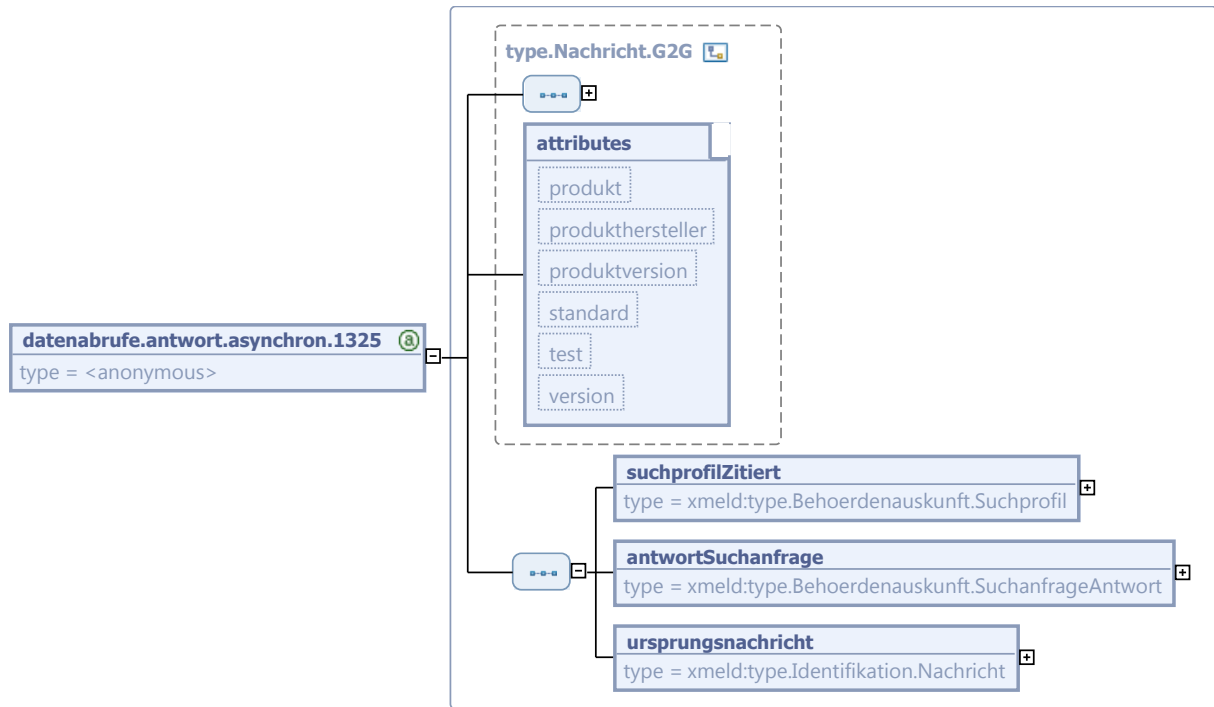 type.Nachricht.G2G
attributes
produkt
produkthersteller
produktversion
standard
test
version
datenabrufe.antwort.asynchron.1325
type = <anonymous>
suchprofilZitiert
type = xmeld:type.Behoerdenauskunft.Suchprofil
antwortSuchanfrage
type = xmeld:type.Behoerdenauskunft.SuchanfrageAntwort
ursprungsnachricht
type = xmeld:type.Identifikation.Nachricht